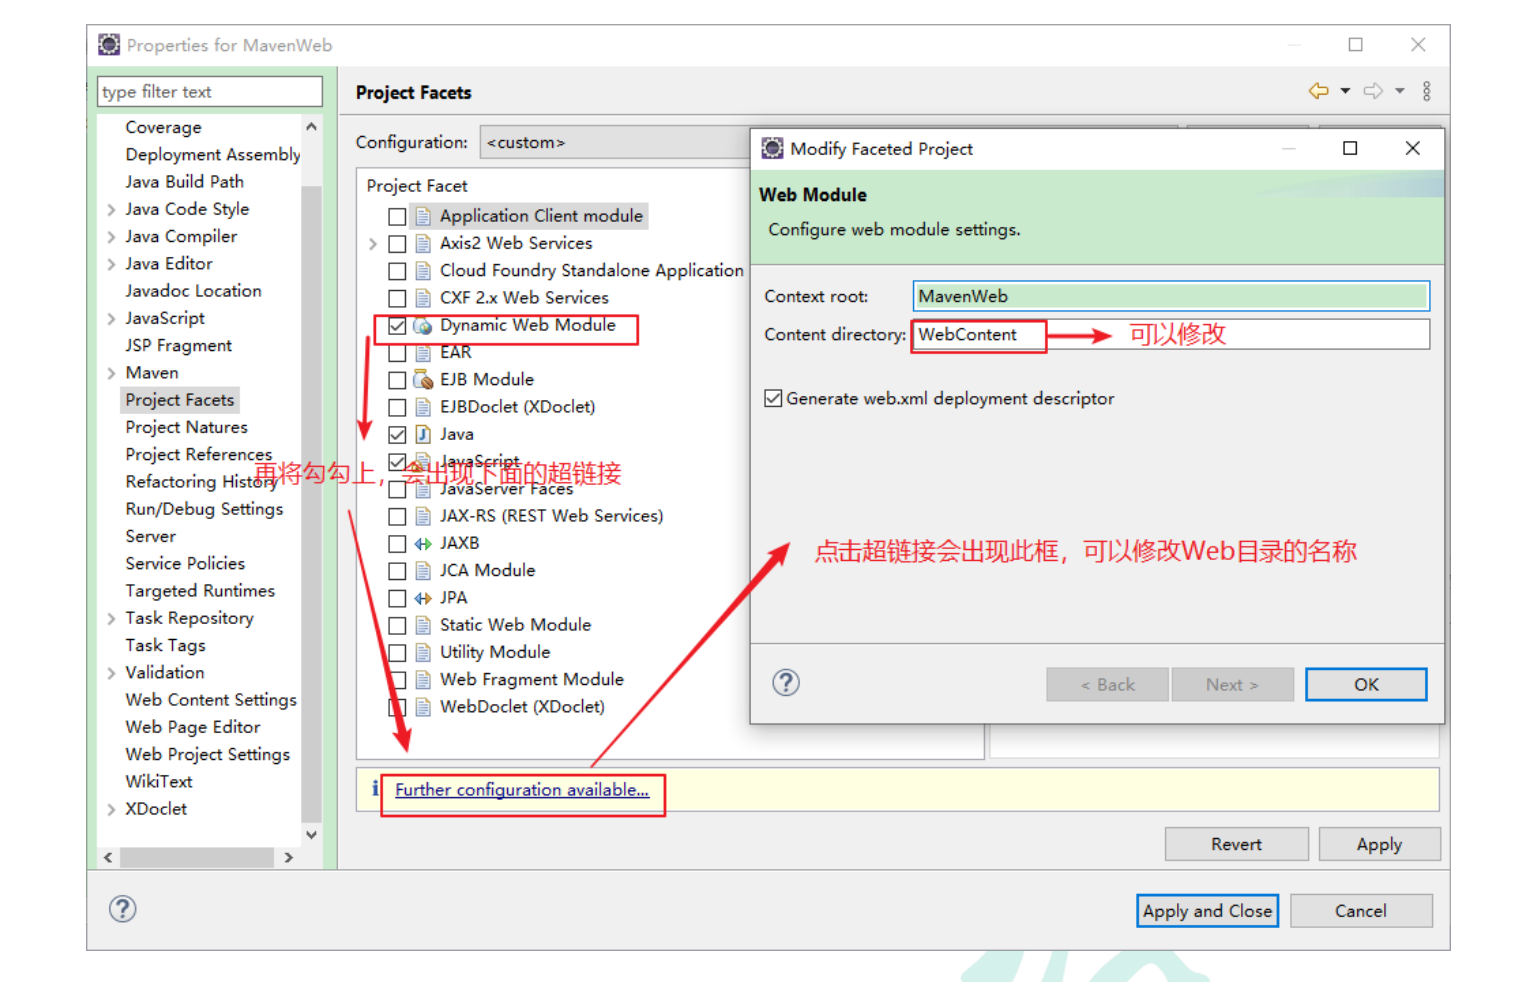 Properties for MavenWeb
type filter text
Coverage
Deployment Assembly
Java Build Path
Java Code Style
Java Compiler
Java Editor
Javadoc Location
JavaScript
JSP Fragment
Maven
Project Facets
Project Natures
Project References
Refactoring History
Run/Debug Settings
Server
Service Policies
Targeted Runtimes
Task Repository
Task Tags
Validation
Web Content Settings
Web Page Editor
Web Project Settings
WikiText
XDoclet
Project Facets
Configuration: <custom>
Project Facet
Application Client module
Axis2 Web Services
Cloud Foundry Standalone Application
CXF 2.x Web Services
Dynamic Web Module
EAR
EJB Module
EJBDoclet (XDoclet)
Java
JavaScript
再将勾勾上，会出现下面的超链接
JavaServer Faces
JAX-RS (REST Web Services)
JAXB
JCA Module
JPA
Static Web Module
Utility Module
Web Fragment Module
WebDoclet (XDoclet)
i Further configuration available...
Modify Faceted Project
Web Module
Configure web module settings.
Context root: MavenWeb
Content directory: WebContent 可以修改
Generate web.xml deployment descriptor
点击超链接会出现此框，可以修改Web目录的名称
< Back Next > OK
Revert Apply
Apply and Close Cancel